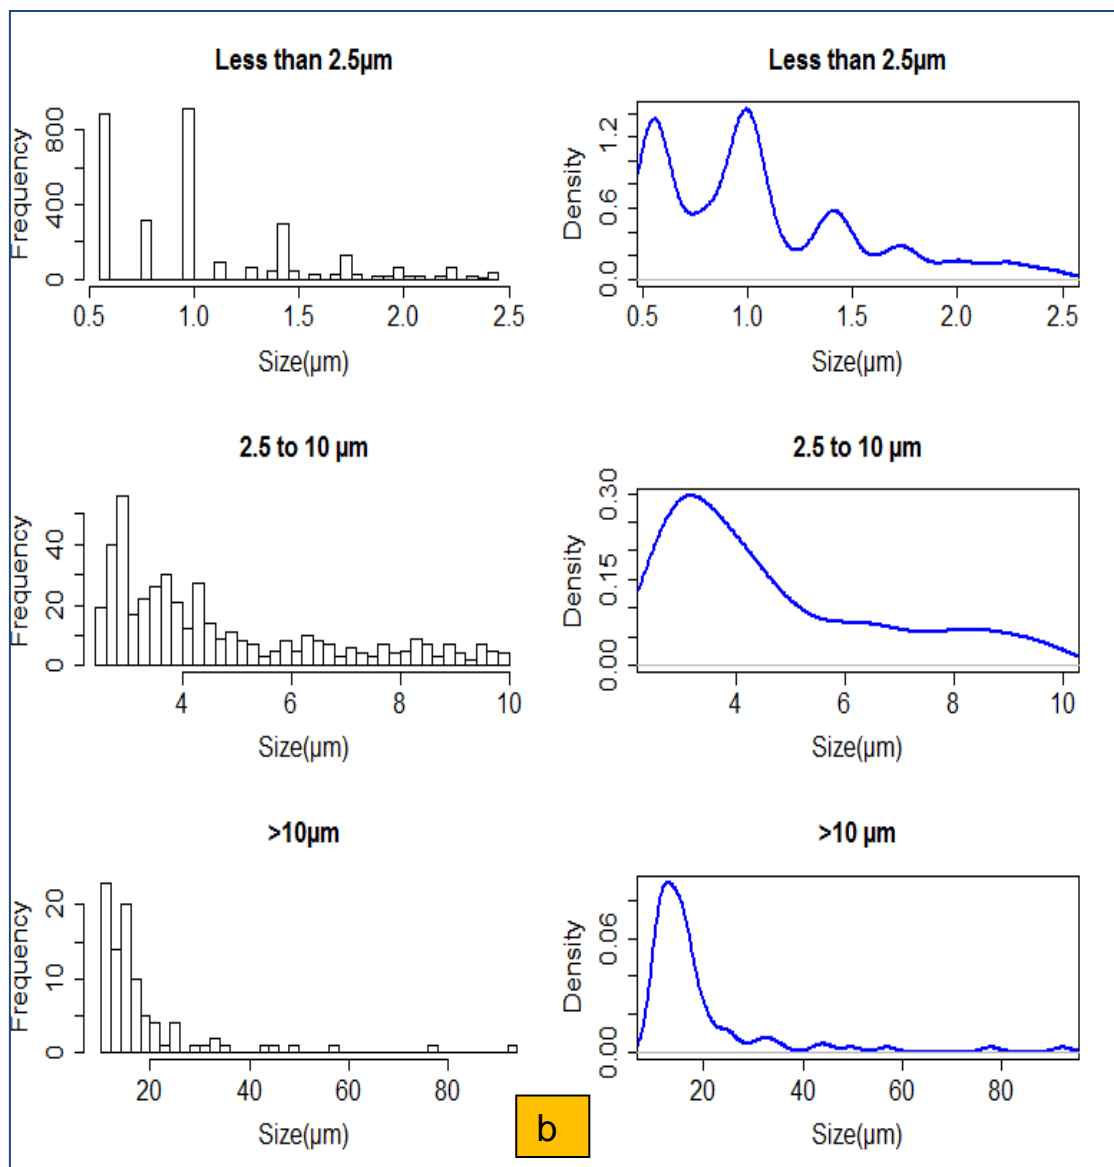 Less than 2.5µm
Frequency
0 400 800
0.5 1.0 1.5 2.0 2.5
Size(µm)
Less than 2.5µm
Density
0.0 0.6 1.2
0.5 1.0 1.5 2.0 2.5
Size(µm)
2.5 to 10 µm
Frequency
0 20 40
4 6 8 10
Size(µm)
2.5 to 10 µm
Density
0.00 0.15 0.30
4 6 8 10
Size(µm)
>10µm
Frequency
0 5 10 20
20 40 60 80
Size(µm)
>10 µm
Density
0.00 0.06
20 40 60 80
Size(µm)
b